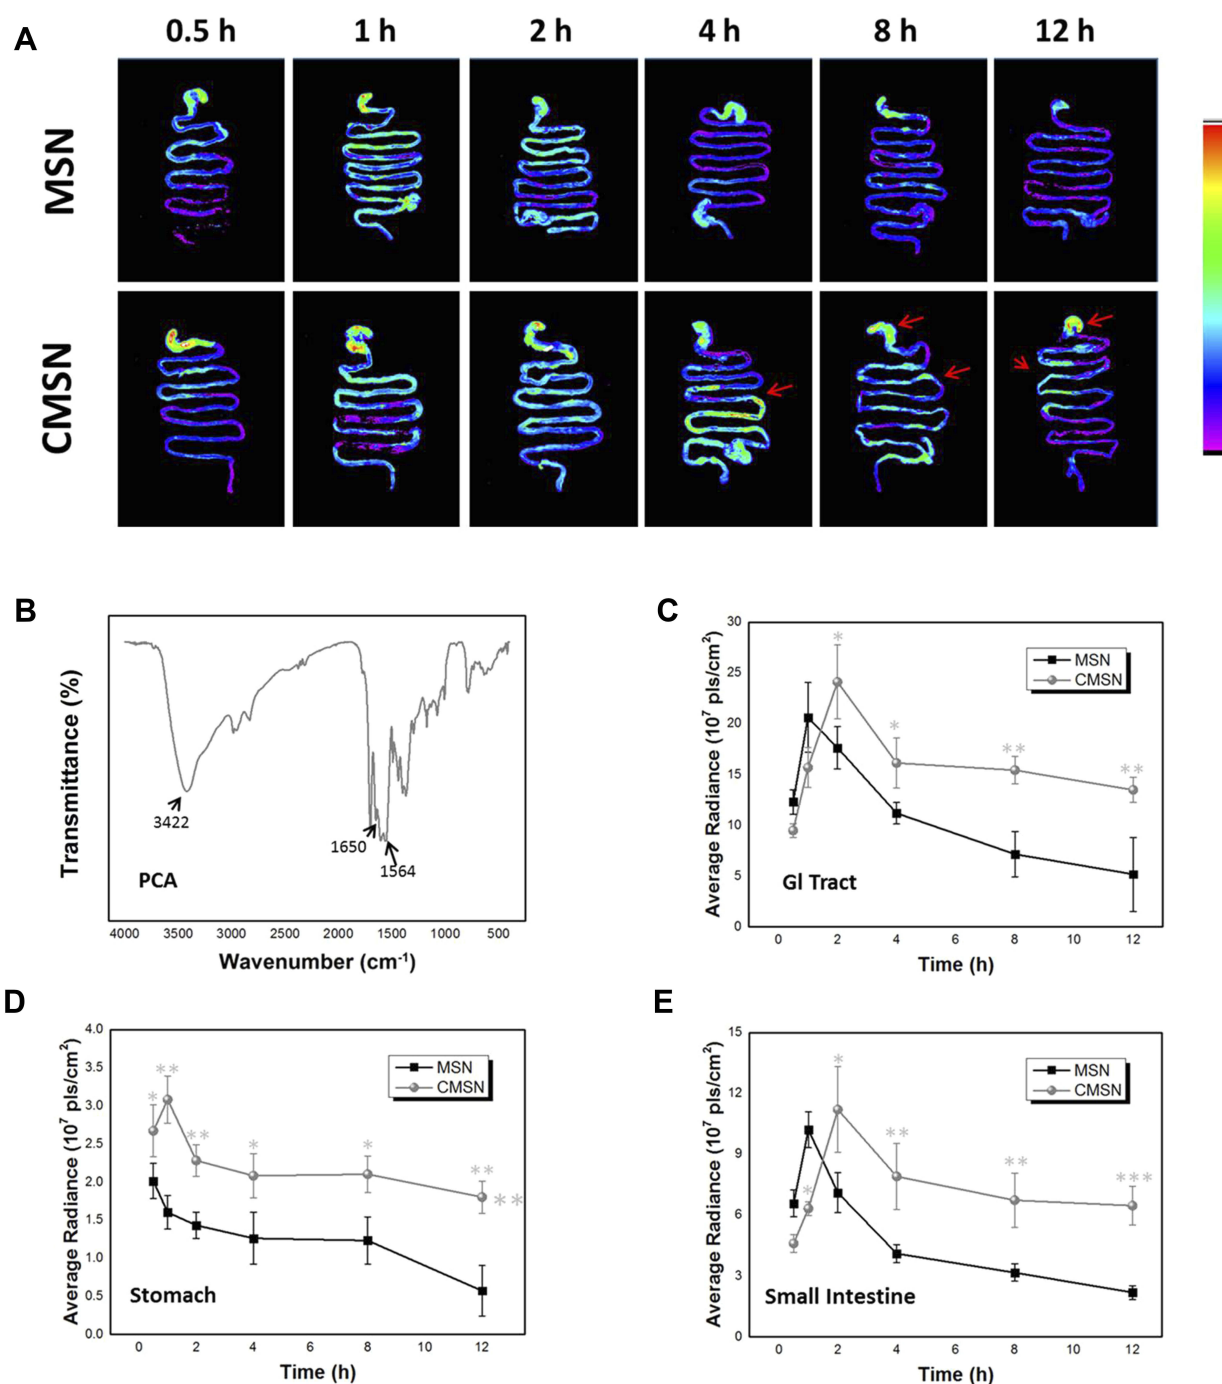 A
0.5 h 1 h 2 h 4 h 8 h 12 h
MSN
CMSN
B
Transmittance (%)
3422
1650
1564
PCA
4000 3500 3000 2500 2000 1500 1000 500
Wavenumber (cm⁻¹)
C
Average Radiance (10⁷ pls/cm²)
30
25
20
15
10
5
0
MSN
CMSN
*
*
**
**
GI Tract
0 2 4 6 8 10 12
Time (h)
D
Average Radiance (10⁷ pls/cm²)
4.0
3.5
3.0
2.5
2.0
1.5
1.0
0.5
0.0
MSN
CMSN
*
**
**
*
*
**
**
Stomach
0 2 4 6 8 10 12
Time (h)
E
Average Radiance (10⁷ pls/cm²)
15
12
9
6
3
0
MSN
CMSN
*
*
**
**
***
Small Intestine
0 2 4 6 8 10 12
Time (h)